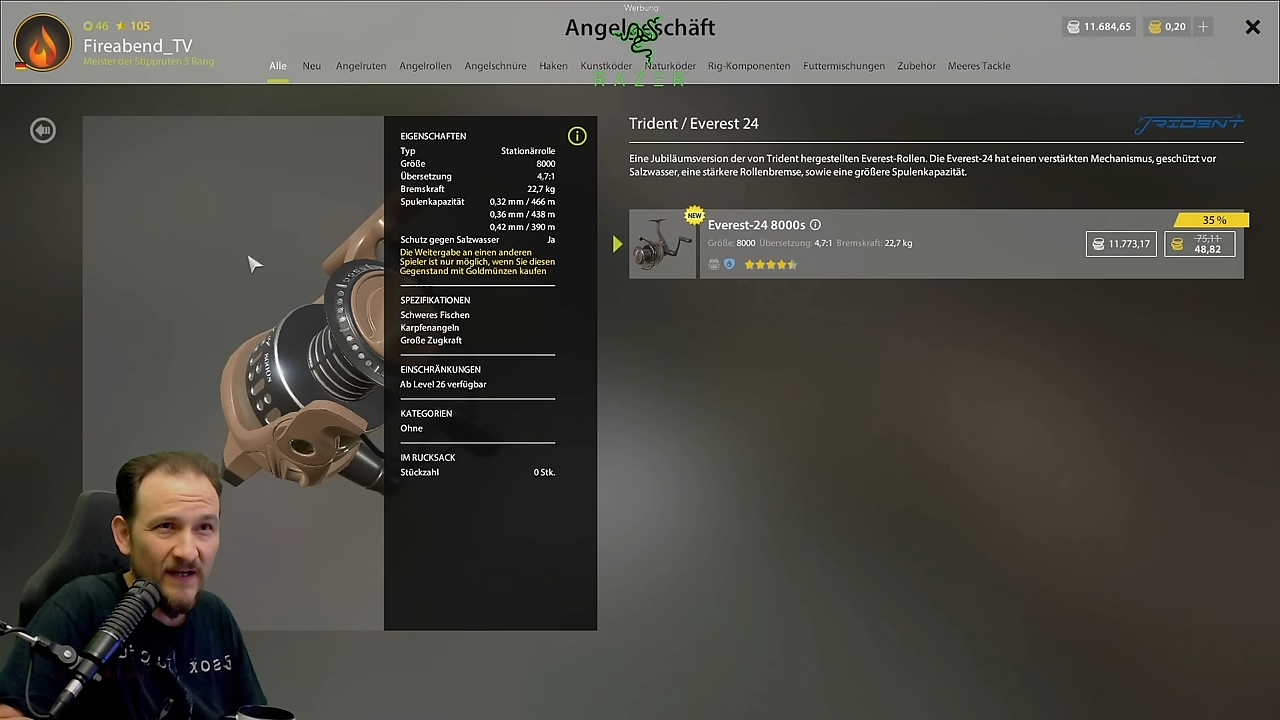 Werbung
46 105
Angelgeschäft
11.684,65 0,20 +
Fireabend_TV
Meister der Stippruten 5 Rang
Alle Neu Angelruten Angelrollen Angelschnüre Haken Kunstköder Naturköder Rig-Komponenten Futtermischungen Zubehör Meeres Tackle
RAZER
EIGENSCHAFTEN
Typ Stationärrolle
Größe 8000
Übersetzung 4,7:1
Bremskraft 22,7 kg
Spulenkapazität 0,32 mm / 466 m
0,36 mm / 438 m
0,42 mm / 390 m
Schutz gegen Salzwasser Ja
Die Weitergabe an einen anderen
Spieler ist nur möglich, wenn Sie diesen
Gegenstand mit Goldmünzen kaufen
SPEZIFIKATIONEN
Schweres Fischen
Karpfenangeln
Große Zugkraft
EINSCHRÄNKUNGEN
Ab Level 26 verfügbar
KATEGORIEN
Ohne
IM RUCKSACK
Stückzahl 0 Stk.
Trident / Everest 24
TRIDENT
Eine Jubiläumsversion der von Trident hergestellten Everest-Rollen. Die Everest-24 hat einen verstärkten Mechanismus, geschützt vor
Salzwasser, eine stärkere Rollenbremse, sowie eine größere Spulenkapazität.
NEW
Everest-24 8000s
35 %
Größe: 8000 Übersetzung: 4,7:1 Bremskraft: 22,7 kg
11.773,17
75,11
48,82